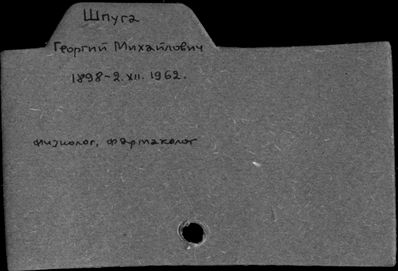 Шпуга
Георгий Михайлович
1898-2.XII.1962.
физиолог, фармаколог